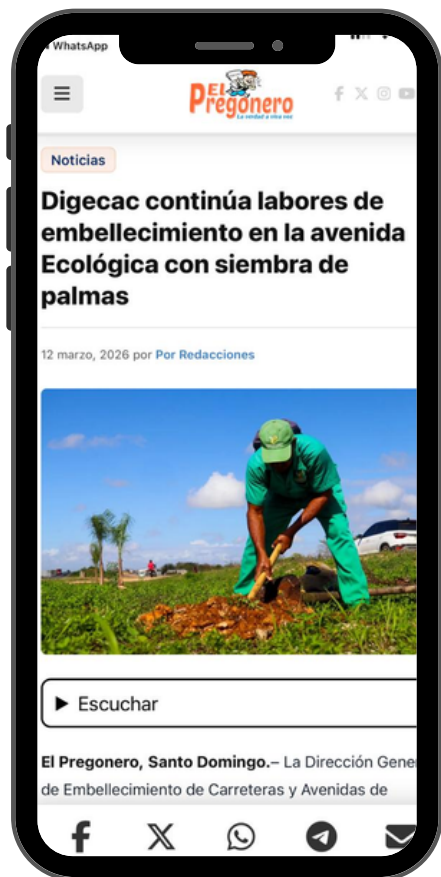 WhatsApp
El
Pregonero
La verdad a viva voz
Noticias
Digecac continúa labores de
embellecimiento en la avenida
Ecológica con siembra de
palmas
12 marzo, 2026 por Por Redacciones
Escuchar
El Pregonero, Santo Domingo.– La Dirección Gene
de Embellecimiento de Carreteras y Avenidas de